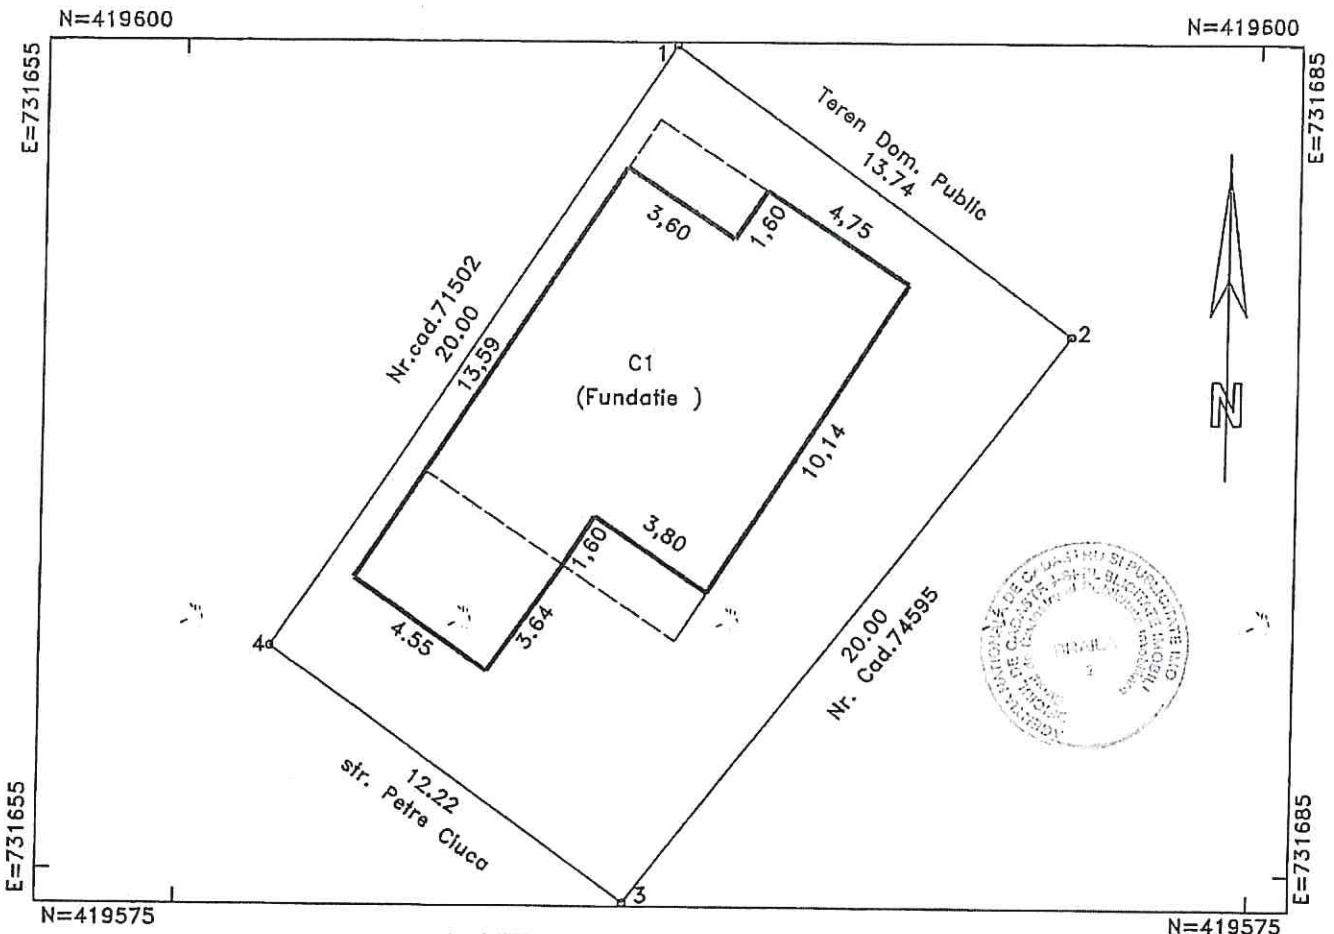 N=419600
N=419600
E=731655
E=731685
1
Teren Dom. Public
13.74
3,60
1,60
4,75
Nr.cad.71502
20.00
13,59
2
C1
(Fundatie )
N
10,14
3,80
1,60
3.64
4.55
4
20.00
Nr. Cad.74595
BRAILA
12.22
str. Petre Ciuca
3
E=731655
E=731685
N=419575
N=419575